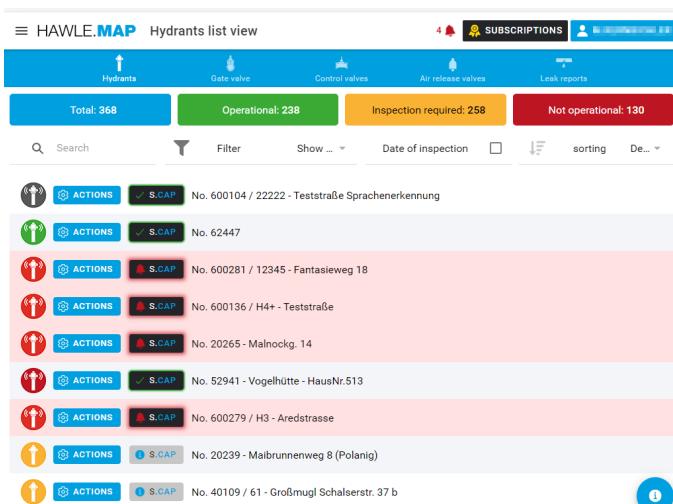 HAWLE.MAP Hydrants list view 4 SUBSCRIPTIONS
Hydrants Gate valve Control valves Air release valves Leak reports
Total: 368 Operational: 238 Inspection required: 258 Not operational: 130
Search Filter Show ... Date of inspection sorting De...
ACTIONS S.CAP No. 600104 / 22222 - Teststraße Sprachenerkennung
ACTIONS S.CAP No. 62447
ACTIONS S.CAP No. 600281 / 12345 - Fantasieweg 18
ACTIONS S.CAP No. 600136 / H4+ - Teststraße
ACTIONS S.CAP No. 20265 - Malnockg. 14
ACTIONS S.CAP No. 52941 - Vogelhütte - HausNr.513
ACTIONS S.CAP No. 600279 / H3 - Aredstrasse
ACTIONS S.CAP No. 20239 - Maibrunnenweg 8 (Polanig)
ACTIONS S.CAP No. 40109 / 61 - Großmugl Schalserstr. 37 b